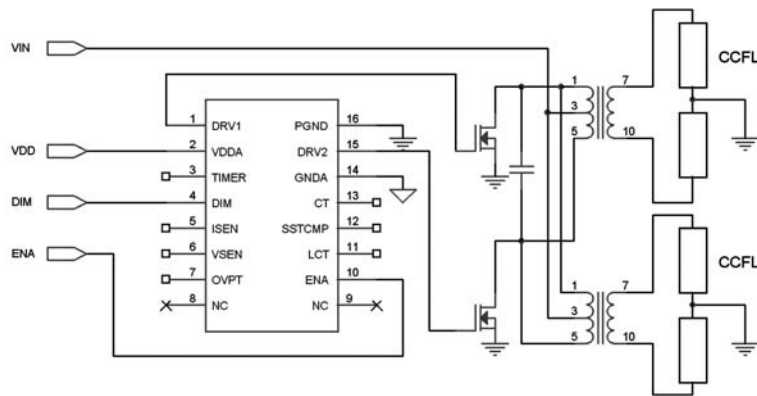 VIN
VDD
DIM
ENA
1 DRV1 PGND 16
2 VDDA DRV2 15
3 TIMER GNDA 14
4 DIM CT 13
5 ISEN SSTCMP 12
6 VSEN LCT 11
7 OVPT ENA 10
8 NC NC 9
1 7
3
5 10
CCFL
1 7
3
5 10
CCFL